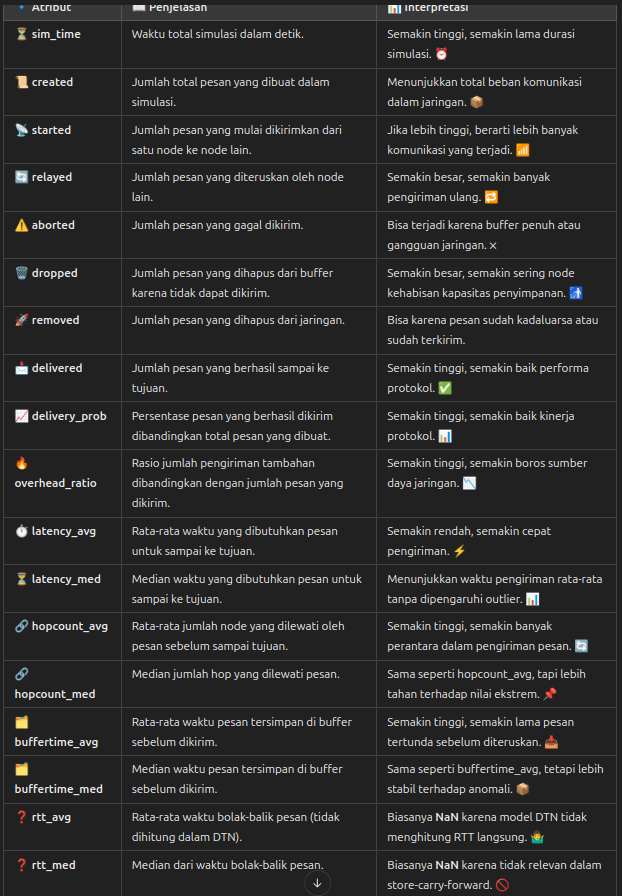 Atribut Penjelasan Interpretasi
sim_time Waktu total simulasi dalam detik. Semakin tinggi, semakin lama durasi
simulasi.
created Jumlah total pesan yang dibuat dalam Menunjukkan total beban komunikasi
simulasi. dalam jaringan.
started Jumlah pesan yang mulai dikirimkan dari Jika lebih tinggi, berarti lebih banyak
satu node ke node lain. komunikasi yang terjadi.
relayed Jumlah pesan yang diteruskan oleh node Semakin besar, semakin banyak
lain. pengiriman ulang.
aborted Jumlah pesan yang gagal dikirim. Bisa terjadi karena buffer penuh atau
gangguan jaringan.
dropped Jumlah pesan yang dihapus dari buffer Semakin besar, semakin sering node
karena tidak dapat dikirim. kehabisan kapasitas penyimpanan.
removed Jumlah pesan yang dihapus dari jaringan. Bisa karena pesan sudah kadaluarsa atau
sudah terkirim.
delivered Jumlah pesan yang berhasil sampai ke Semakin tinggi, semakin baik performa
tujuan. protokol.
delivery_prob Persentase pesan yang berhasil dikirim Semakin tinggi, semakin baik kinerja
dibandingkan total pesan yang dibuat. protokol.
Rasio jumlah pengiriman tambahan Semakin tinggi, semakin boros sumber
overhead_ratio dibandingkan dengan jumlah pesan yang daya jaringan.
dikirim.
latency_avg Rata-rata waktu yang dibutuhkan pesan Semakin rendah, semakin cepat
untuk sampai ke tujuan. pengiriman.
latency_med Median waktu yang dibutuhkan pesan untuk Menunjukkan waktu pengiriman rata-rata
sampai ke tujuan. tanpa dipengaruhi outlier.
hopcount_avg Rata-rata jumlah node yang dilewati oleh Semakin tinggi, semakin banyak
pesan sebelum sampai tujuan. perantara dalam pengiriman pesan.
Median jumlah hop yang dilewati pesan. Sama seperti hopcount_avg, tapi lebih
hopcount_med tahan terhadap nilai ekstrem.
Rata-rata waktu pesan tersimpan di buffer Semakin tinggi, semakin lama pesan
buffertime_avg sebelum dikirim. tertunda sebelum diteruskan.
Median waktu pesan tersimpan di buffer Sama seperti buffertime_avg, tetapi lebih
buffertime_med sebelum dikirim. stabil terhadap anomali.
rtt_avg Rata-rata waktu bolak-balik pesan (tidak Biasanya NaN karena model DTN tidak
dihitung dalam DTN). menghitung RTT langsung.
rtt_med Median dari waktu bolak-balik pesan. Biasanya NaN karena tidak relevan dalam
store-carry-forward.